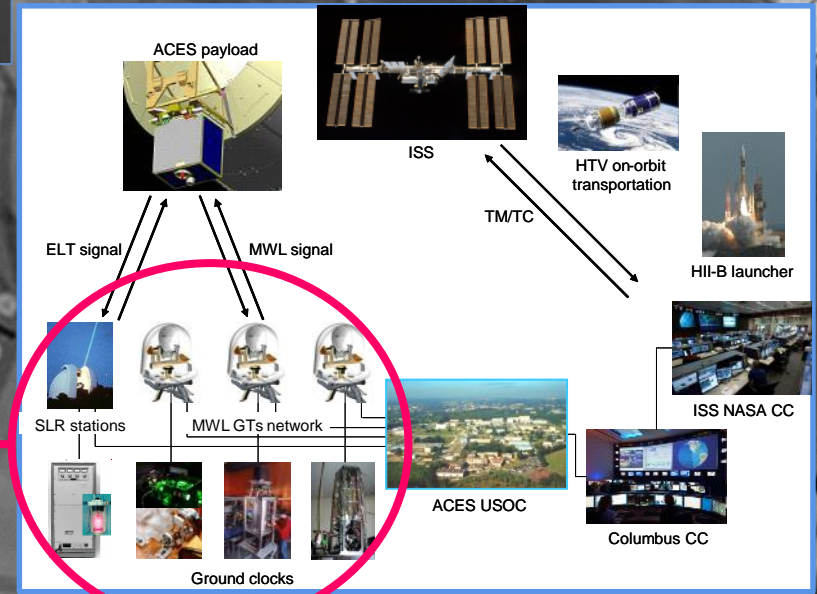 ACES payload
ISS
HTV on-orbit
transportation
TM/TC
ELT signal
MWL signal
HII-B launcher
SLR stations
MWL GTs network
ISS NASA CC
ACES USOC
Columbus CC
Ground clocks